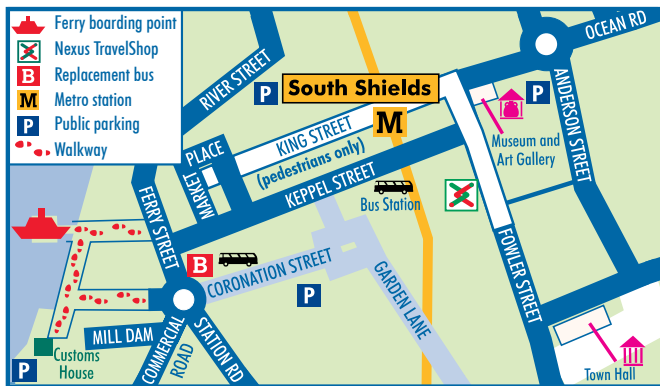 Ferry boarding point
Nexus TravelShop
B Replacement bus
M Metro station
P Public parking
Walkway
OCEAN RD
RIVER STREET
P
South Shields
M
P
ANDERSON STREET
KING STREET
(pedestrians only)
Museum and
Art Gallery
MARKET
PLACE
KEPPEL STREET
Bus Station
FERRY STREET
B
CORONATION STREET
P
GARDEN LANE
FOWLER STREET
MILL DAM
COMMERCIAL
ROAD
STATION RD
Customs
House
P
Town Hall